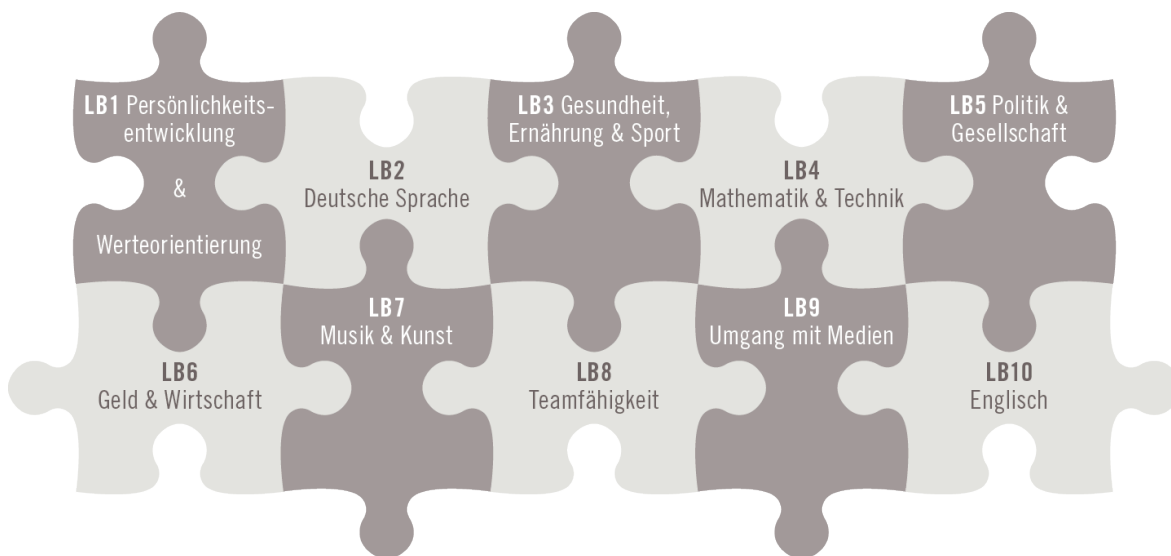 LB1 Persönlichkeits-
entwicklung
&
Werteorientierung
LB2
Deutsche Sprache
LB3 Gesundheit,
Ernährung & Sport
LB4
Mathematik & Technik
LB5 Politik &
Gesellschaft
LB6
Geld & Wirtschaft
LB7
Musik & Kunst
LB8
Teamfähigkeit
LB9
Umgang mit Medien
LB10
Englisch